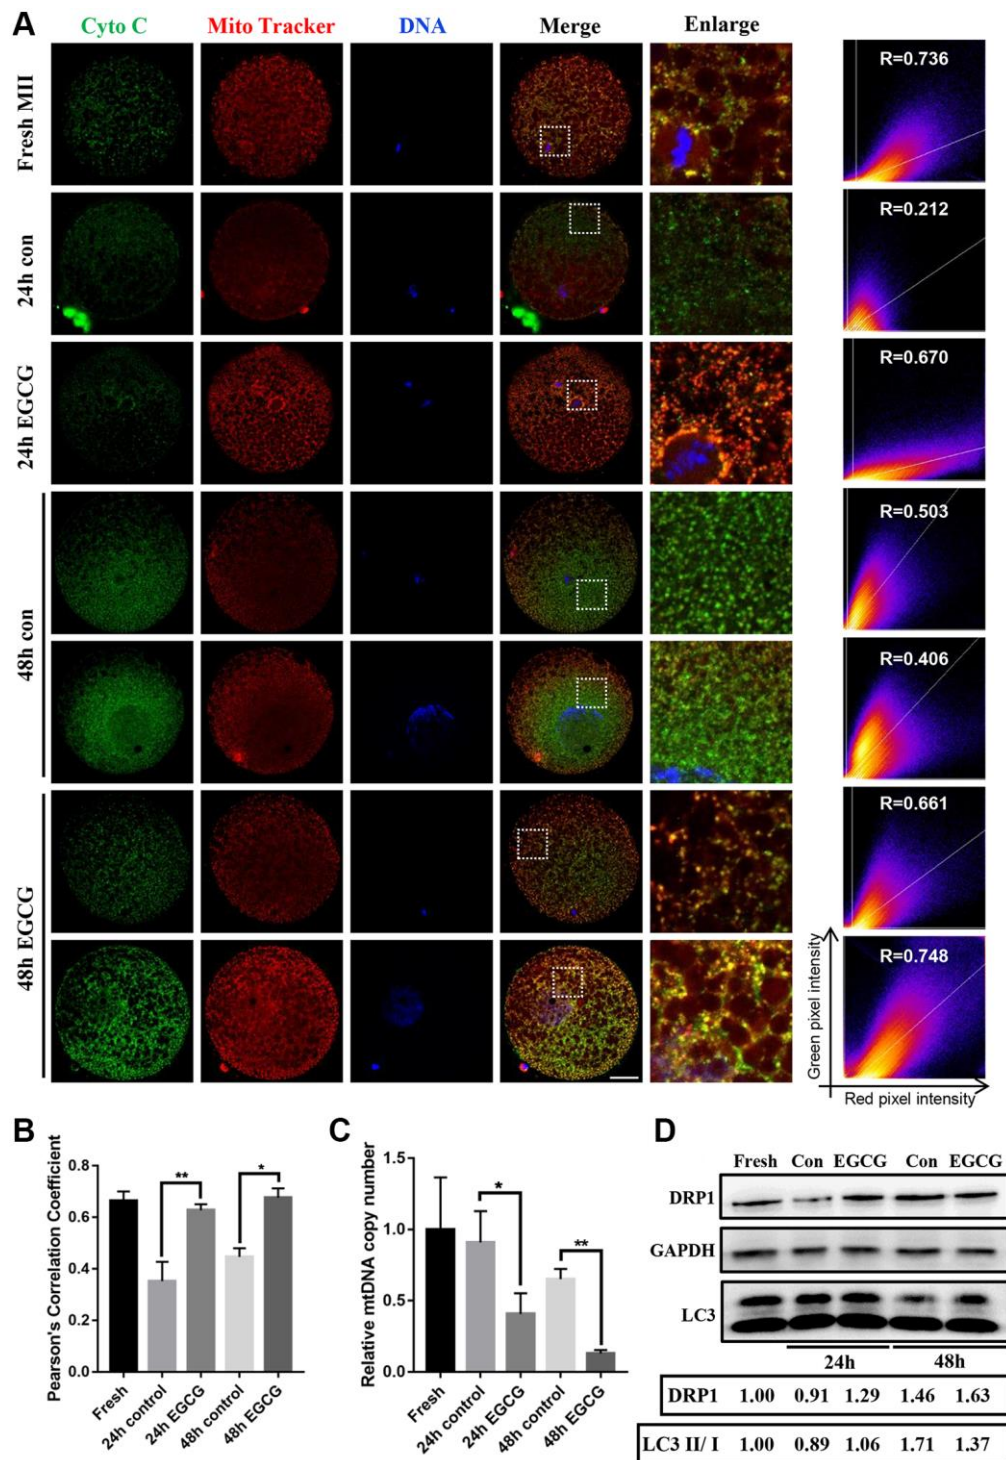 A
Cyto C Mito Tracker DNA Merge Enlarge
Fresh MII
R=0.736
24h con
R=0.212
24h EGCG
R=0.670
48h con
R=0.503
R=0.406
48h EGCG
R=0.661
R=0.748
Green pixel intensity
Red pixel intensity
B
Pearson's Correlation Coefficient
0.8
0.6
0.4
0.2
0.0
**
*
Fresh
24h control
24h EGCG
48h control
48h EGCG
C
Relative mtDNA copy number
1.5
1.0
0.5
0.0
*
**
Fresh
24h control
24h EGCG
48h control
48h EGCG
D
Fresh Con EGCG Con EGCG
DRP1
GAPDH
LC3
24h 48h
DRP1 1.00 0.91 1.29 1.46 1.63
LC3 II/ I 1.00 0.89 1.06 1.71 1.37